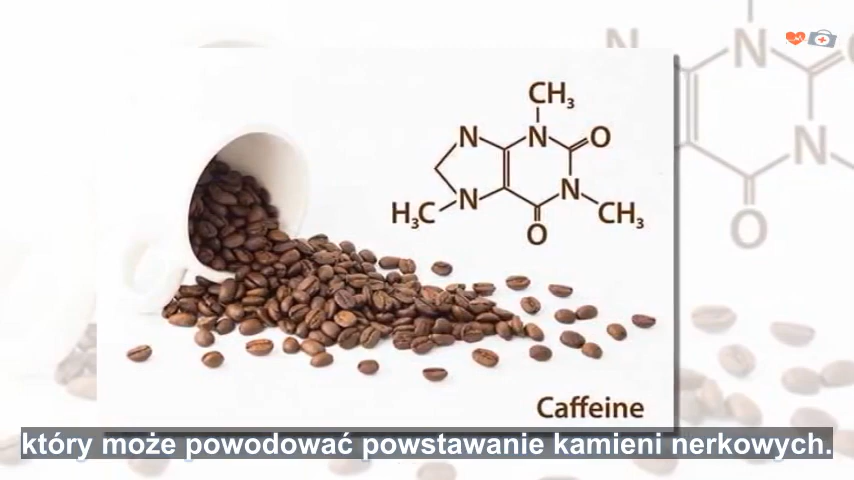 CH₃
N
N
O
N
N
H₃C
CH₃
O
Caffeine
który może powodować powstawanie kamieni nerkowych.
N
N
O